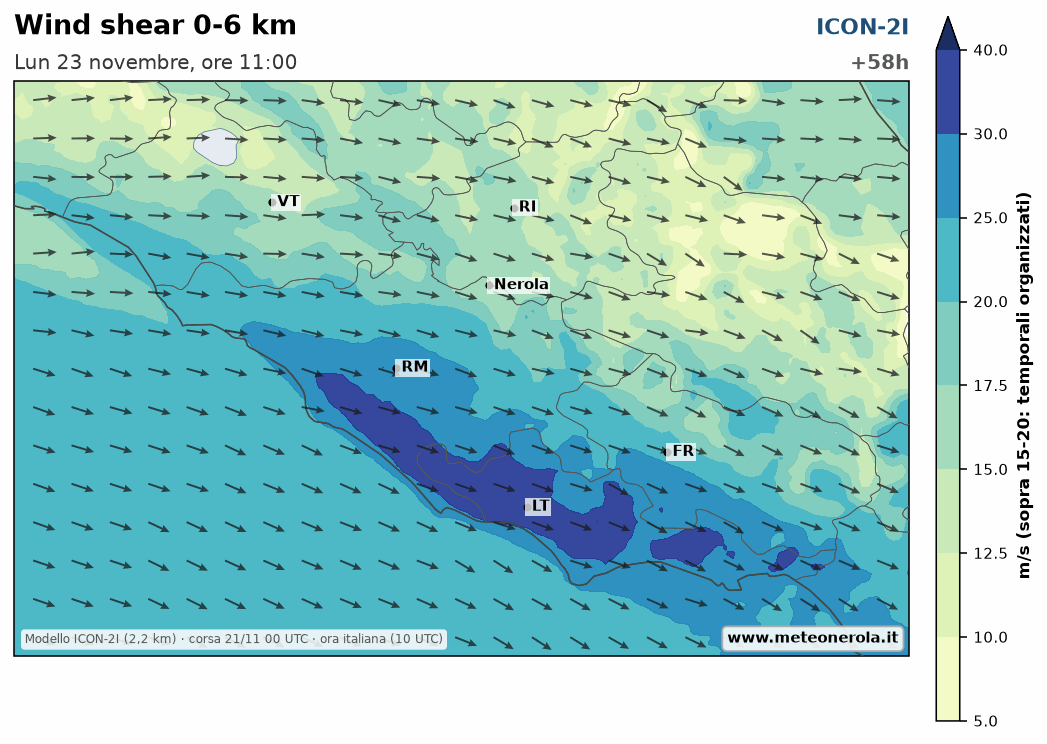 Wind shear 0-6 km
ICON-2I
Lun 23 novembre, ore 11:00
+58h
VT
RI
Nerola
RM
FR
LT
Modello ICON-2I (2,2 km) · corsa 21/11 00 UTC · ora italiana (10 UTC)
www.meteonerola.it
40.0
30.0
25.0
20.0
17.5
15.0
12.5
10.0
5.0
m/s (sopra 15-20: temporali organizzati)